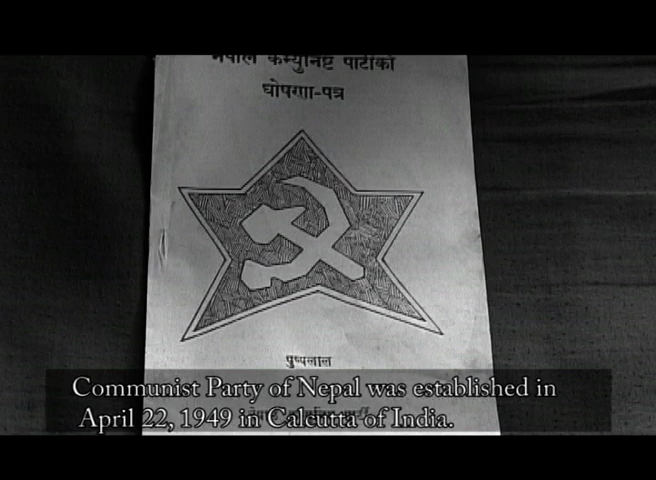 नेपाल कम्युनिष्ट पार्टीको
घोषणा-पत्र
पुष्पलाल
Communist Party of Nepal was established in
April 22, 1949 in Calcutta of India.